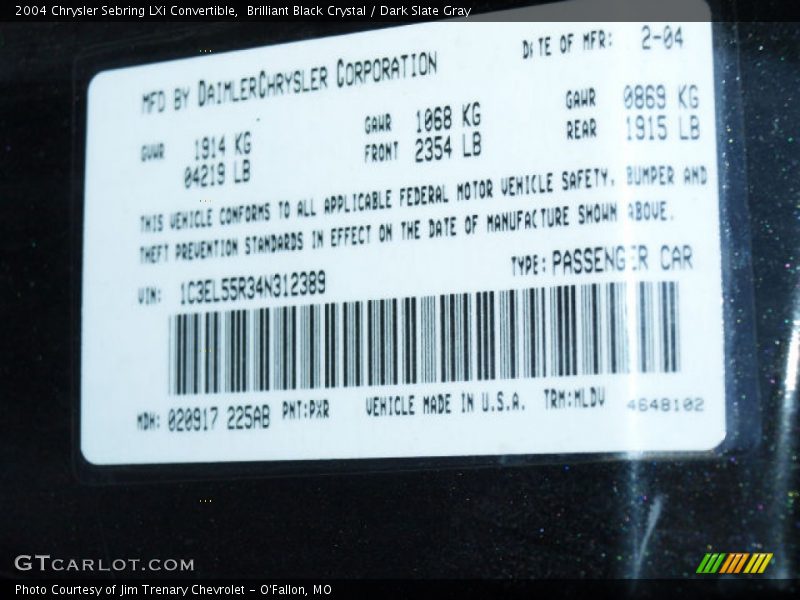 2004 Chrysler Sebring LXi Convertible,  Brilliant Black Crystal / Dark Slate Gray
MFD BY DAIMLERCHRYSLER CORPORATION
DATE OF MFR: 2-04
GVWR 1914 KG
04219 LB
GAWR 1068 KG
FRONT 2354 LB
GAWR 0869 KG
REAR 1915 LB
THIS VEHICLE CONFORMS TO ALL APPLICABLE FEDERAL MOTOR VEHICLE SAFETY, BUMPER AND
THEFT PREVENTION STANDARDS IN EFFECT ON THE DATE OF MANUFACTURE SHOWN ABOVE.
VIN: 1C3EL55R34N312389
TYPE: PASSENGER CAR
MDH: 020917 225AB PNT:PXR VEHICLE MADE IN U.S.A. TRM:MLDV 4648102
GTCARLOT.COM
Photo Courtesy of Jim Trenary Chevrolet - O'Fallon, MO